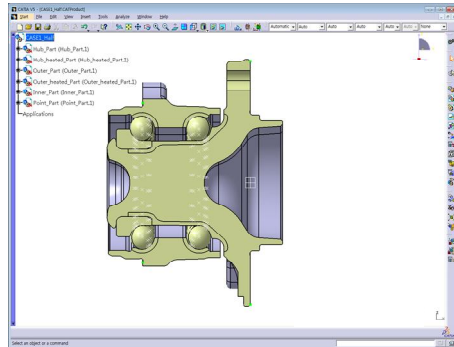 CATIA V5 - [CASE1_Half.CATProduct]
Start File Edit View Insert Tools Analyze Window Help
Automatic Auto Auto Auto Auto None
CASE1_Half
Hub_Part (Hub_Part.1)
Hub_heated_Part (Hub_heated_Part.1)
Outer_Part (Outer_Part.1)
Outer_heated_Part (Outer_heated_Part.1)
Inner_Part (Inner_Part.1)
Point_Part (Point_Part.1)
Applications
Select an object or a command